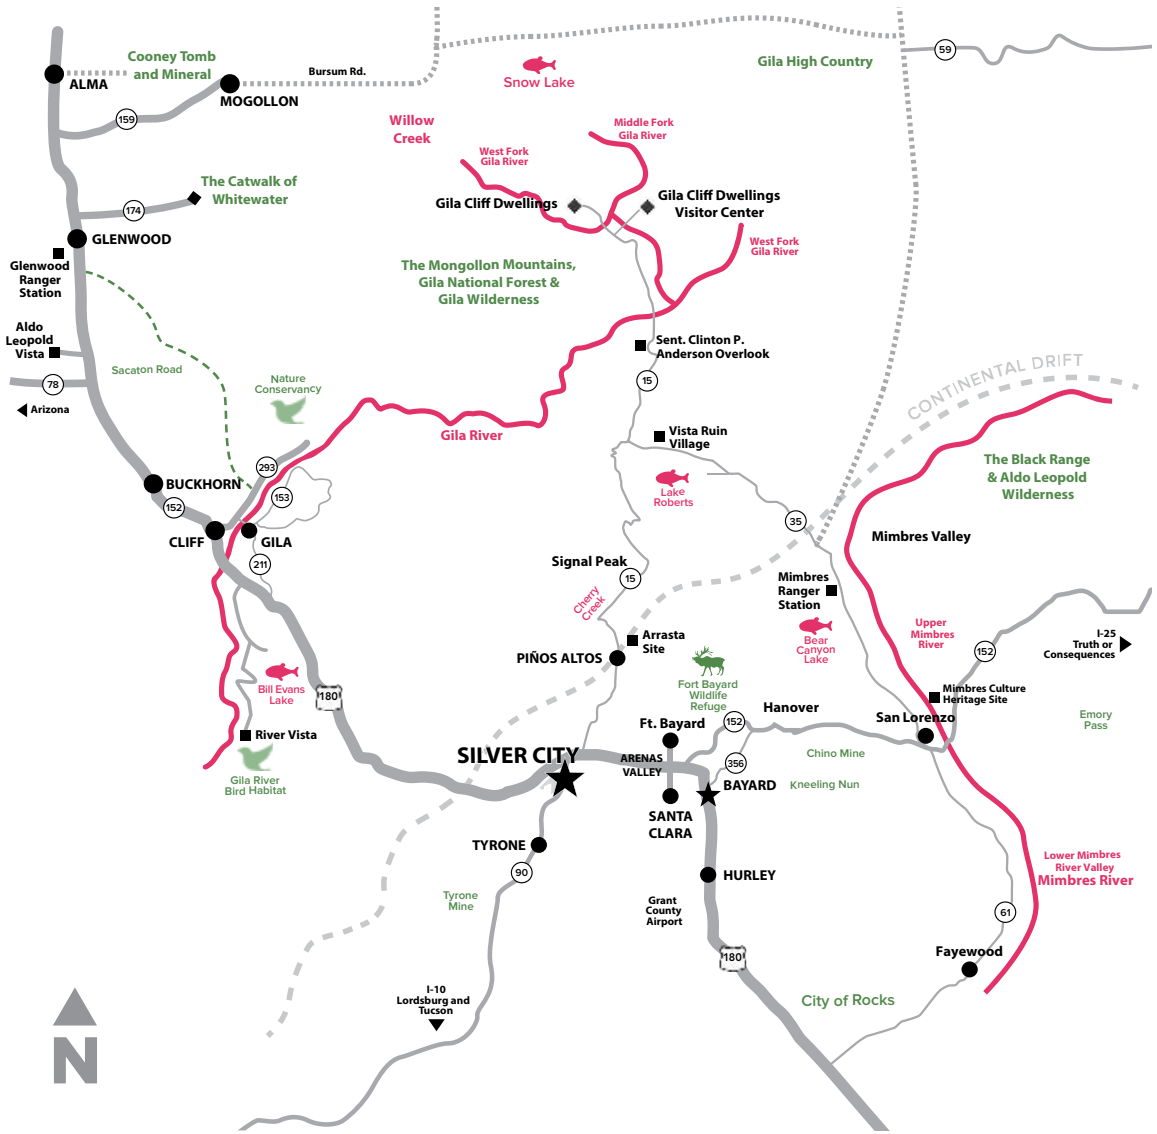 Cooney Tomb
and Mineral
ALMA
Bursum Rd.
MOGOLLON
159
Snow Lake
Gila High Country
59
Willow
Creek
Middle Fork
Gila River
West Fork
Gila River
The Catwalk of
Whitewater
174
Gila Cliff Dwellings
Gila Cliff Dwellings
Visitor Center
West Fork
Gila River
GLENWOOD
Glenwood
Ranger
Station
The Mongollon Mountains,
Gila National Forest &
Gila Wilderness
Aldo
Leopold
Vista
78
Arizona
Sacaton Road
Nature
Conservancy
Sent. Clinton P.
Anderson Overlook
15
CONTINENTAL DRIFT
Gila River
Vista Ruin
Village
The Black Range
& Aldo Leopold
Wilderness
293
153
BUCKHORN
152
Lake
Roberts
35
CLIFF
GILA
211
Mimbres Valley
Signal Peak
15
Cherry
Creek
Mimbres
Ranger
Station
Bear
Canyon
Lake
Upper
Mimbres
River
152
I-25
Truth or
Consequences
Arrasta
Site
PIÑOS ALTOS
Fort Bayard
Wildlife
Refuge
Bill Evans
Lake
180
Mimbres Culture
Heritage Site
San Lorenzo
Emory
Pass
Hanover
152
Ft. Bayard
River Vista
Gila River
Bird Habitat
SILVER CITY
ARENAS
VALLEY
356
Chino Mine
Kneeling Nun
BAYARD
SANTA
CLARA
TYRONE
90
HURLEY
Tyrone
Mine
Grant
County
Airport
Lower Mimbres
River Valley
Mimbres River
61
Fayewood
180
City of Rocks
I-10
Lordsburg and
Tucson
N